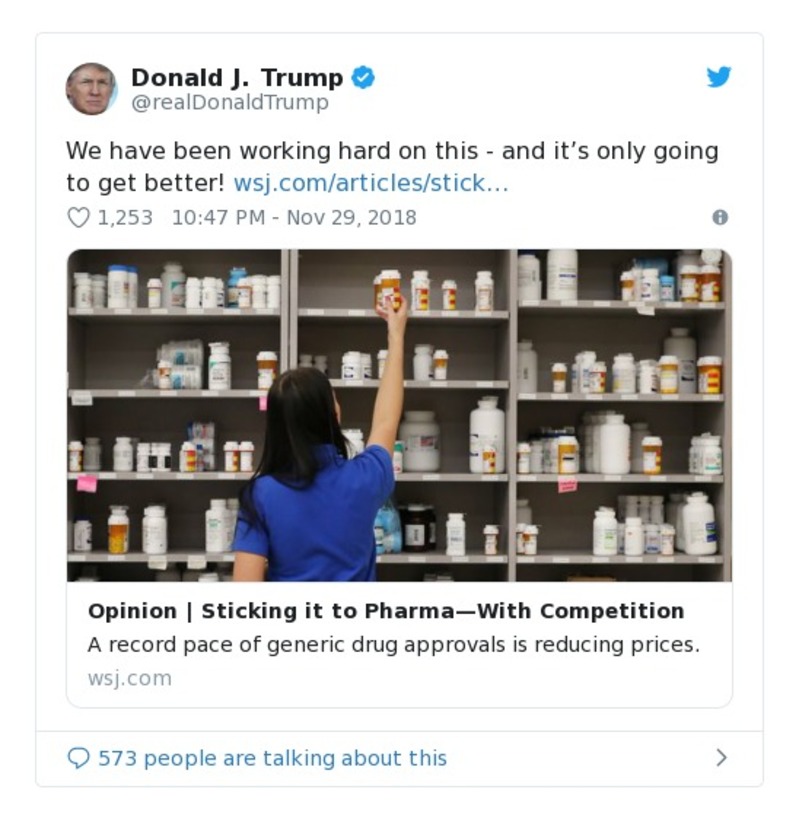 Donald J. Trump
@realDonaldTrump
We have been working hard on this - and it’s only going
to get better! wsj.com/articles/stick…
1,253 10:47 PM - Nov 29, 2018
Opinion | Sticking it to Pharma—With Competition
A record pace of generic drug approvals is reducing prices.
wsj.com
573 people are talking about this